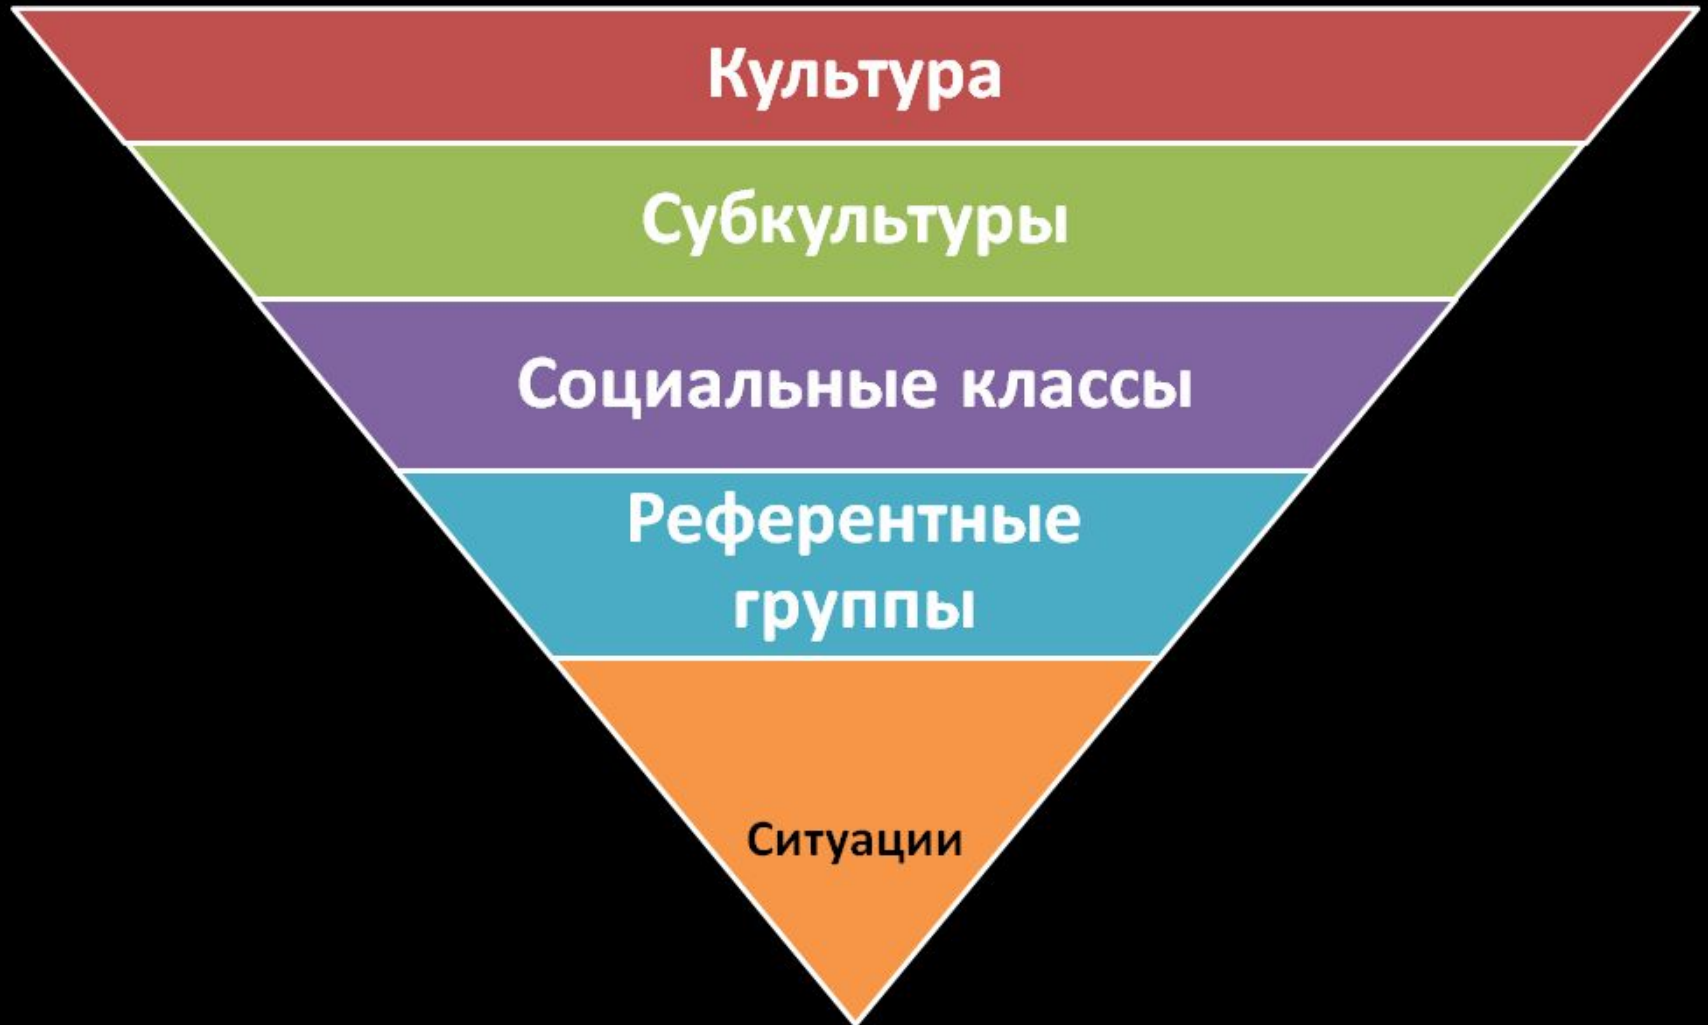 Культура
Субкультуры
Социальные классы
Референтные
группы
Ситуации